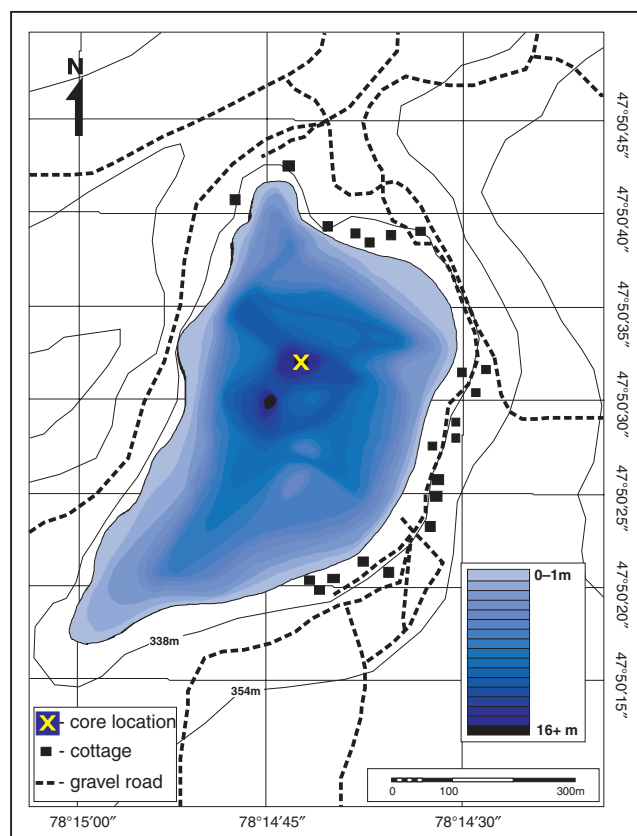 N
47°50′45″
47°50′40″
47°50′35″
47°50′30″
47°50′25″
47°50′20″
47°50′15″
338m
354m
0–1m
16+ m
X - core location
- cottage
- gravel road
0 100 300m
78°15′00″ 78°14′45″ 78°14′30″
X